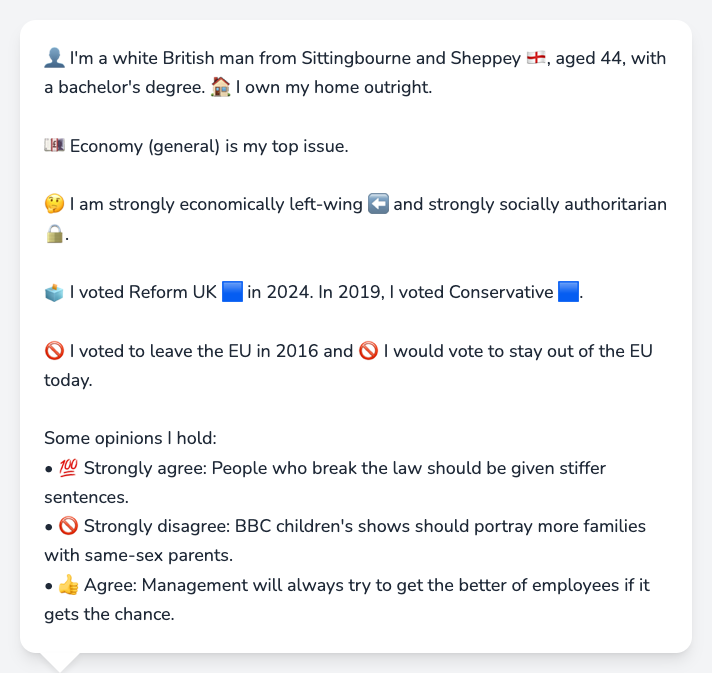 👤 I'm a white British man from Sittingbourne and Sheppey 🏴󠁧󠁢󠁥󠁮󠁧󠁿, aged 44, with
a bachelor's degree. 🏠 I own my home outright.
💷 Economy (general) is my top issue.
🤔 I am strongly economically left-wing ⬅️ and strongly socially authoritarian
🔒.
🗳️ I voted Reform UK 🟦 in 2024. In 2019, I voted Conservative 🟦.
🚫 I voted to leave the EU in 2016 and 🚫 I would vote to stay out of the EU
today.
Some opinions I hold:
• 💯 Strongly agree: People who break the law should be given stiffer
sentences.
• 🚫 Strongly disagree: BBC children's shows should portray more families
with same-sex parents.
• 👍 Agree: Management will always try to get the better of employees if it
gets the chance.